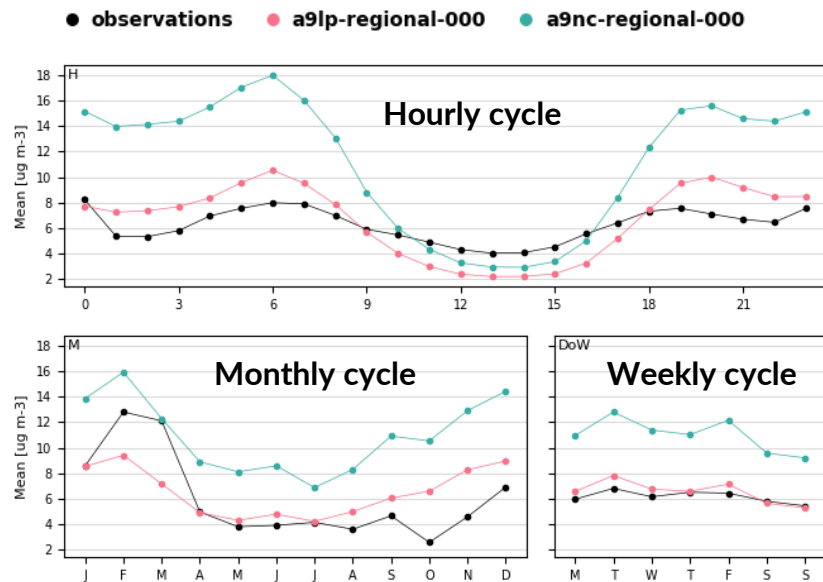 observations a9lp-regional-000 a9nc-regional-000
H
Hourly cycle
Mean [ug m-3]
18
16
14
12
10
8
6
4
2
0 3 6 9 12 15 18 21
M
Monthly cycle
Mean [ug m-3]
18
16
14
12
10
8
6
4
2
J F M A M J J A S O N D
DoW
Weekly cycle
M T W T F S S